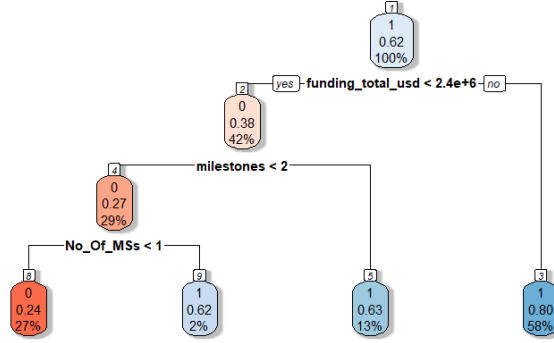 1
1
0.62
100%
yes funding_total_usd < 2.4e+6 no
2
0
0.38
42%
milestones < 2
4
0
0.27
29%
No_Of_MSs < 1
8 9 5 3
0 1 1 1
0.24 0.62 0.63 0.80
27% 2% 13% 58%